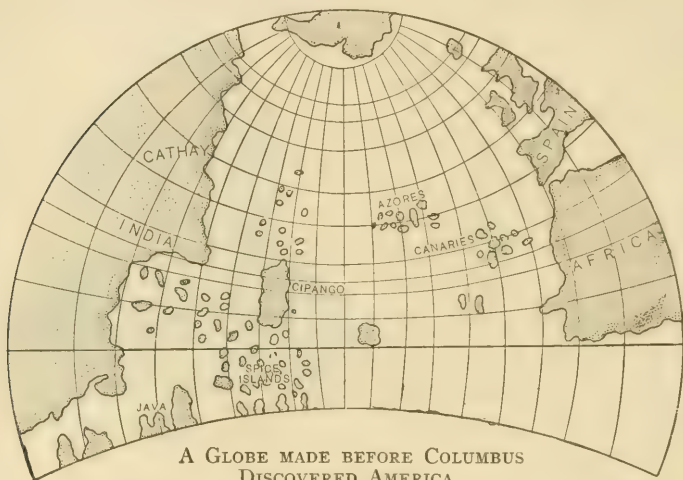 CATHAY
SPAIN
AZORES
INDIA
CANARIES
AFRICA
CIPANGO
SPICE
ISLANDS
JAVA
A GLOBE MADE BEFORE COLUMBUS
DISCOVERED AMERICA